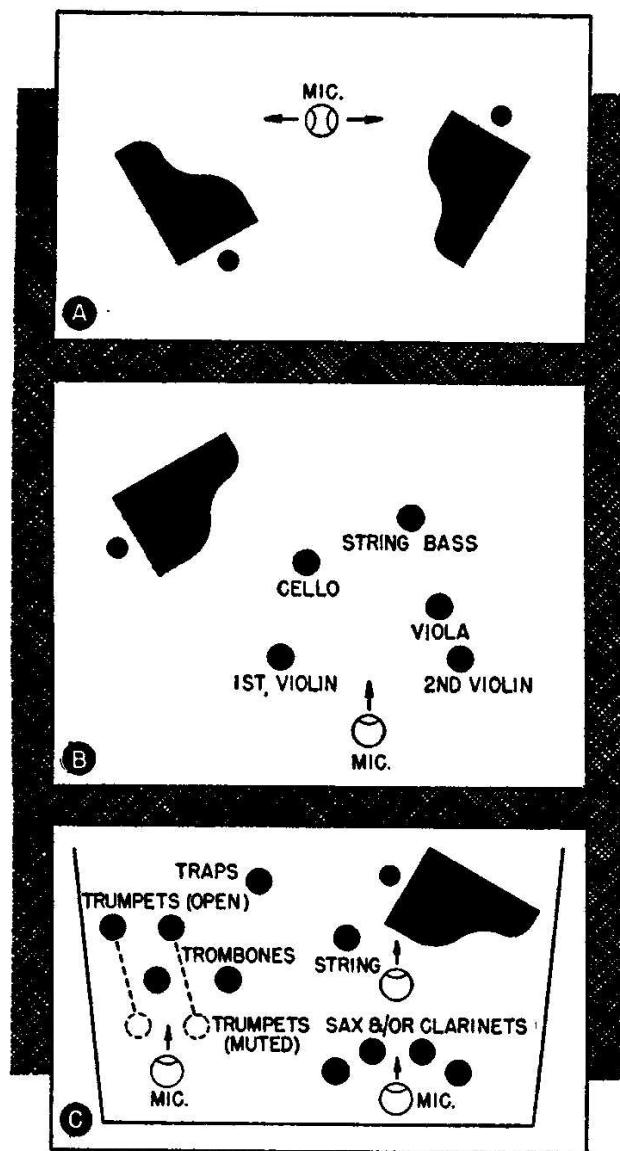 MIC.
A
STRING BASS
CELLO
VIOLA
1ST, VIOLIN
2ND VIOLIN
MIC.
B
TRAPS
TRUMPETS (OPEN)
TROMBONES
STRING
TRUMPETS
(MUTED)
SAX &/OR CLARINETS
MIC.
MIC.
C